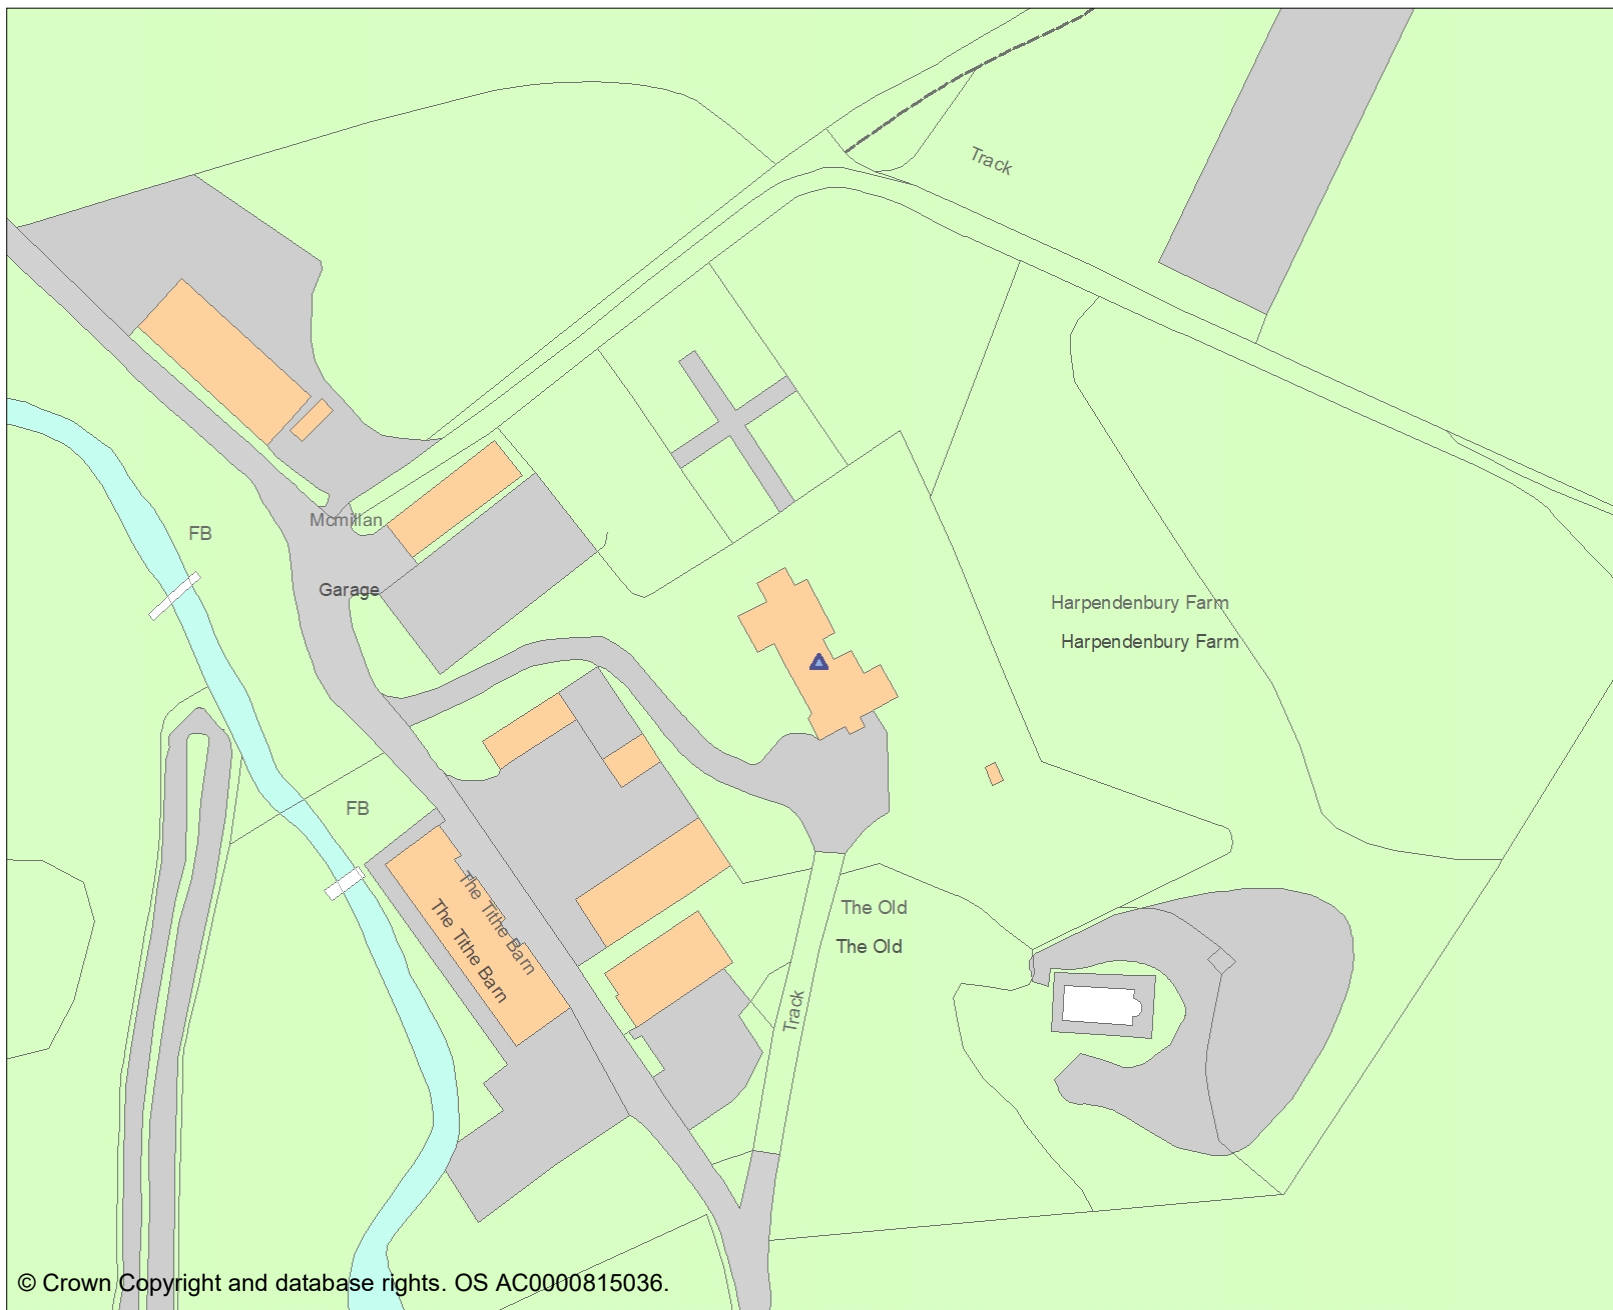 Track
Mcmillan
FB
Garage
Harpendenbury Farm
Harpendenbury Farm
FB
The Tithe Barn
The Tithe Barn
The Old
The Old
Track
© Crown Copyright and database rights. OS AC0000815036.